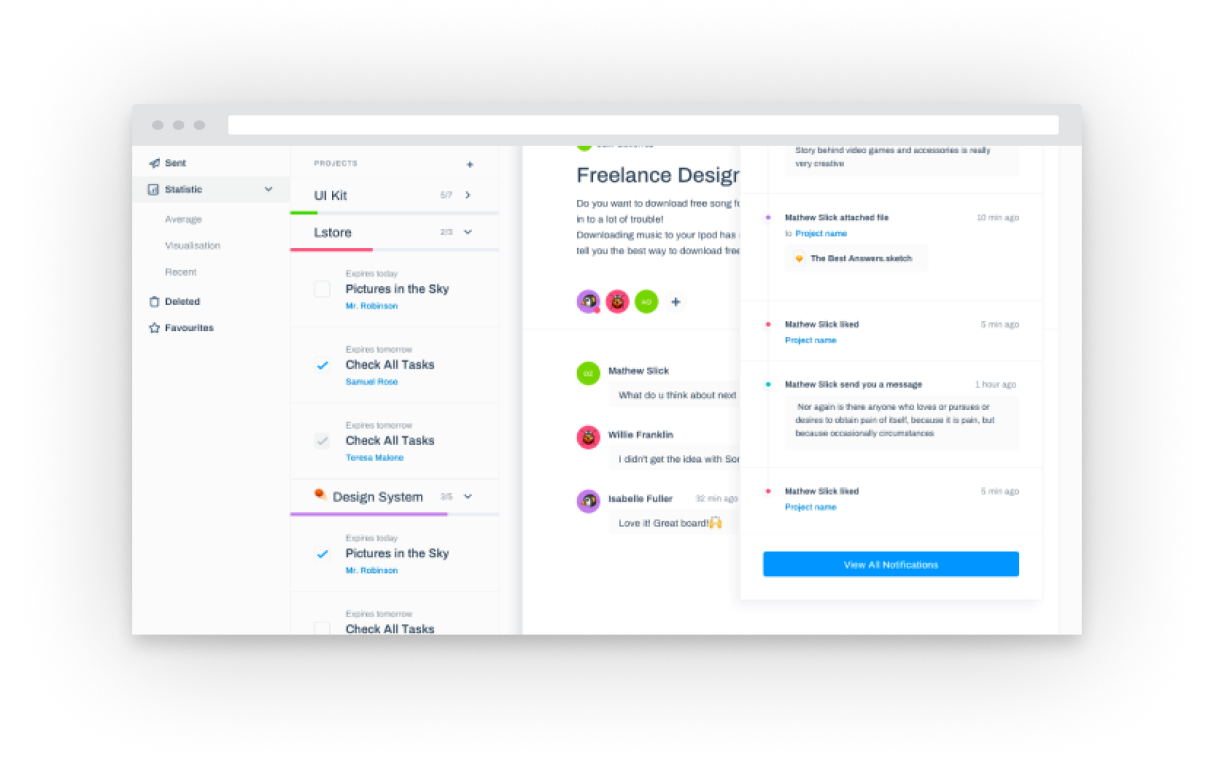 Sent
Statistic
Average
Visualisation
Recent
Deleted
Favourites
PROJECTS +
UI Kit 5/7
Lstore 2/3
Expires today
Pictures in the Sky
Mr. Robinson
Expires tomorrow
Check All Tasks
Samuel Rose
Expires tomorrow
Check All Tasks
Teresa Malone
Design System 3/5
Expires today
Pictures in the Sky
Mr. Robinson
Expires tomorrow
Check All Tasks
Freelance Design
Do you want to download free song
in to a lot of trouble!
Downloading music to your Ipod has
tell you the best way to download free
AO +
OZ
Mathew Slick
What do u think about next
Willie Franklin
I didn't get the idea with
Isabelle Fuller 32 min ago
Love it! Great board!🙌
Story behind video games and accessories is really
very creative
Mathew Slick attached file 10 min ago
to Project name
The Best Answers.sketch
Mathew Slick liked 5 min ago
Project name
Mathew Slick send you a message 1 hour ago
Nor again is there anyone who loves or pursues or
desires to obtain pain of itself, because it is pain, but
because occasionally circumstances
Mathew Slick liked 5 min ago
Project name
View All Notifications